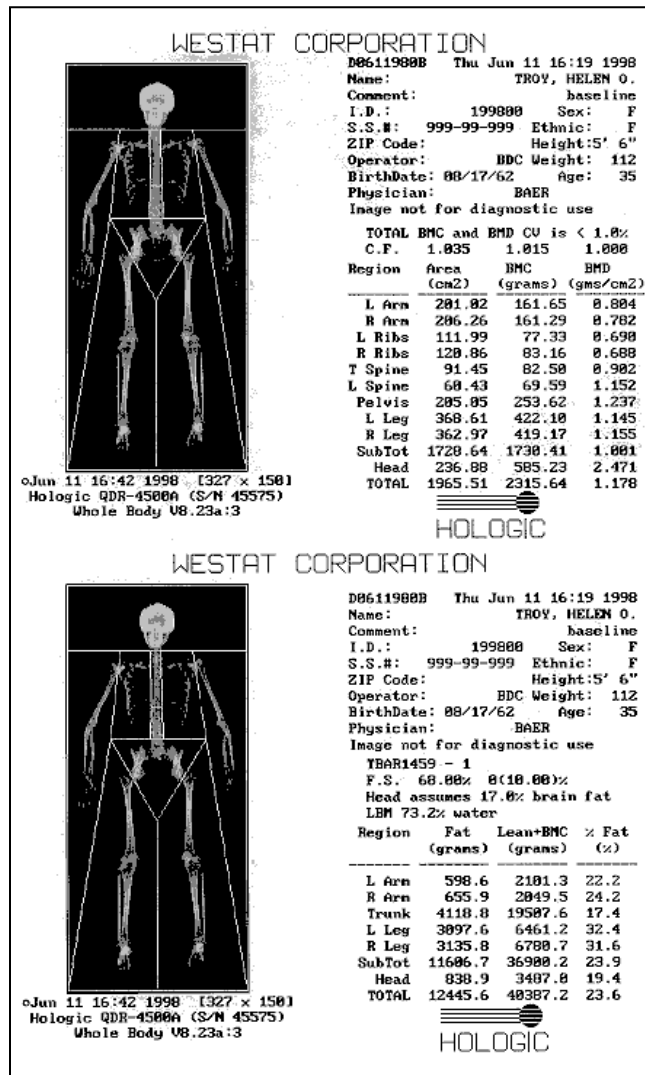 WESTAT CORPORATION
D0611980B Thu Jun 11 16:19 1998
Name: TROY, HELEN O.
Comment: baseline
I.D.: 199800 Sex: F
S.S.#: 999-99-999 Ethnic: F
ZIP Code: Height:5' 6"
Operator: BDC Weight: 112
BirthDate: 08/17/62 Age: 35
Physician: BAER
Image not for diagnostic use
TOTAL BMC and BMD CV is < 1.0%
C.F. 1.035 1.015 1.000
Region Area BMC BMD
(cm2) (grams) (gms/cm2)
L Arm 201.02 161.65 0.804
R Arm 206.26 161.29 0.782
L Ribs 111.99 77.33 0.690
R Ribs 120.86 83.16 0.688
T Spine 91.45 82.50 0.902
L Spine 60.43 69.59 1.152
Pelvis 205.05 253.62 1.237
L Leg 368.61 422.10 1.145
R Leg 362.97 419.17 1.155
SubTot 1728.64 1730.41 1.001
Head 236.88 585.23 2.471
TOTAL 1965.51 2315.64 1.178
Jun 11 16:42 1998 [327 x 150]
Hologic QDR-4500A (S/N 45575)
Whole Body V8.23a:3
HOLOGIC
WESTAT CORPORATION
D0611980B Thu Jun 11 16:19 1998
Name: TROY, HELEN O.
Comment: baseline
I.D.: 199800 Sex: F
S.S.#: 999-99-999 Ethnic: F
ZIP Code: Height:5' 6"
Operator: BDC Weight: 112
BirthDate: 08/17/62 Age: 35
Physician: BAER
Image not for diagnostic use
TBAR1459 - 1
F.S. 68.00% 0(10.00)%
Head assumes 17.0% brain fat
LBM 73.2% water
Region Fat Lean+BMC % Fat
(grams) (grams) (%)
L Arm 598.6 2101.3 22.2
R Arm 655.9 2049.5 24.2
Trunk 4118.8 19507.6 17.4
L Leg 3097.6 6461.2 32.4
R Leg 3135.8 6780.7 31.6
SubTot 11606.7 36900.2 23.9
Head 838.9 3487.0 19.4
TOTAL 12445.6 40387.2 23.6
Jun 11 16:42 1998 [327 x 150]
Hologic QDR-4500A (S/N 45575)
Whole Body V8.23a:3
HOLOGIC